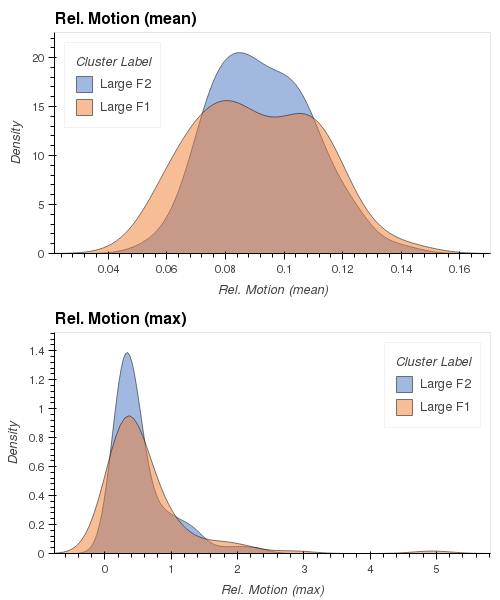 Rel. Motion (mean)
Cluster Label
Large F2
Large F1
Density
20
15
10
5
0
0.04 0.06 0.08 0.1 0.12 0.14 0.16
Rel. Motion (mean)
Rel. Motion (max)
Cluster Label
Large F2
Large F1
Density
1.4
1.2
1
0.8
0.6
0.4
0.2
0
0 1 2 3 4 5
Rel. Motion (max)